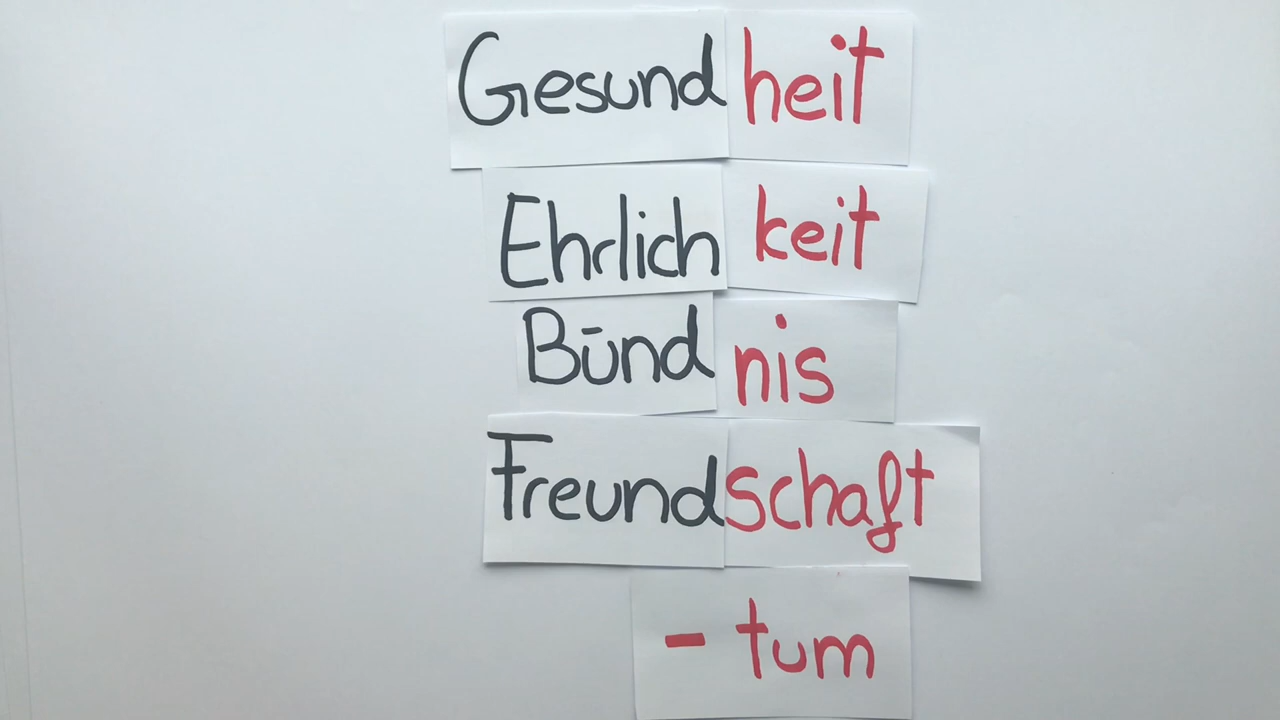 Gesundheit
Ehrlichkeit
Bündnis
Freundschaft
- tum